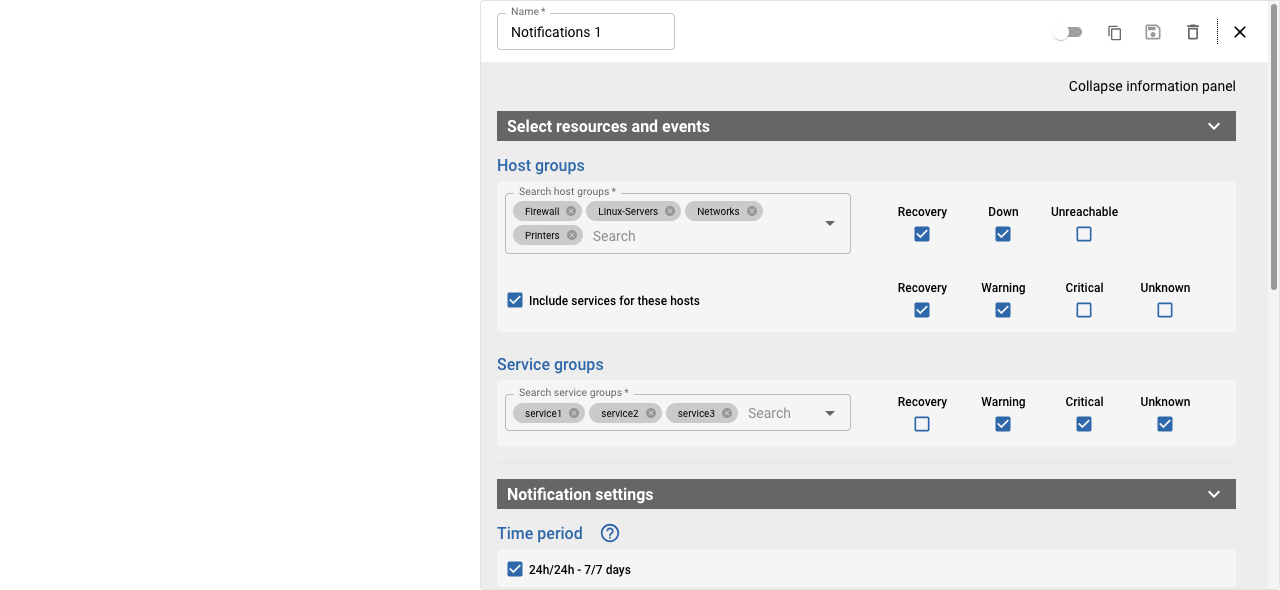 Name *
Notifications 1
Collapse information panel
Select resources and events
Host groups
Search host groups *
Firewall Linux-Servers Networks
Printers Search
Recovery Down Unreachable
Include services for these hosts
Recovery Warning Critical Unknown
Service groups
Search service groups *
service1 service2 service3 Search
Recovery Warning Critical Unknown
Notification settings
Time period
24h/24h - 7/7 days